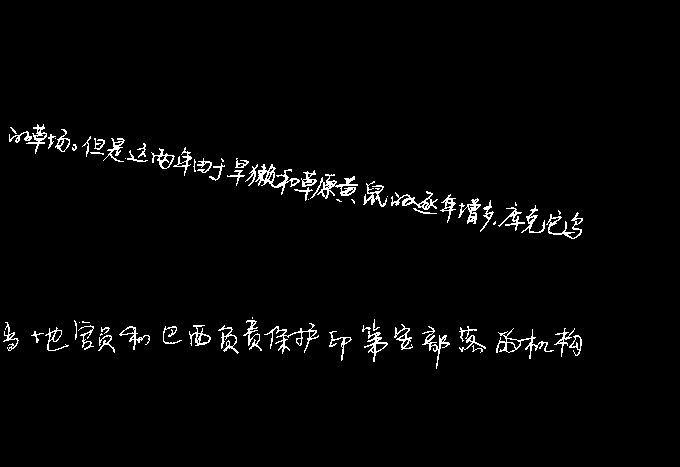 的草场。但是这两年由于旱獭和草原黄鼠的逐年增多,库克陀乌
当地官员和巴西负责保护印第安部落的机构